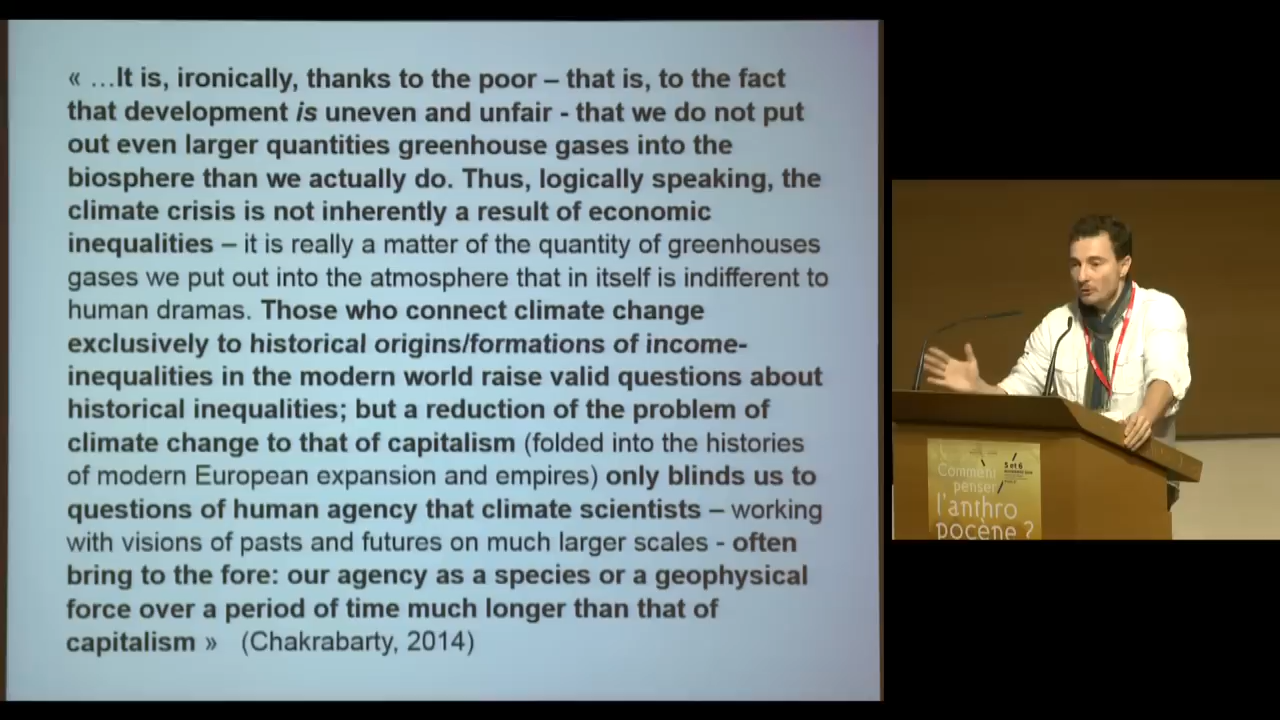 « …It is, ironically, thanks to the poor – that is, to the fact
that development is uneven and unfair - that we do not put
out even larger quantities greenhouse gases into the
biosphere than we actually do. Thus, logically speaking, the
climate crisis is not inherently a result of economic
inequalities – it is really a matter of the quantity of greenhouses
gases we put out into the atmosphere that in itself is indifferent to
human dramas. Those who connect climate change
exclusively to historical origins/formations of income-
inequalities in the modern world raise valid questions about
historical inequalities; but a reduction of the problem of
climate change to that of capitalism (folded into the histories
of modern European expansion and empires) only blinds us to
questions of human agency that climate scientists – working
with visions of pasts and futures on much larger scales - often
bring to the fore: our agency as a species or a geophysical
force over a period of time much longer than that of
capitalism » (Chakrabarty, 2014)
5 et 6
Comment
penser
l'anthro
pocène ?